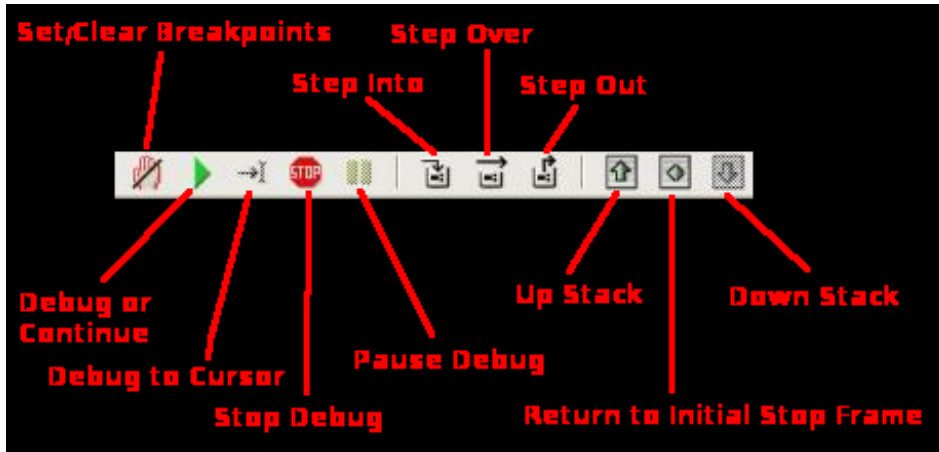 Set/Clear Breakpoints
Step Over
Step Into
Step Out
STOP
Debug or
Continue
Up Stack
Down Stack
Pause Debug
Debug to Cursor
Stop Debug
Return to Initial Stop Frame